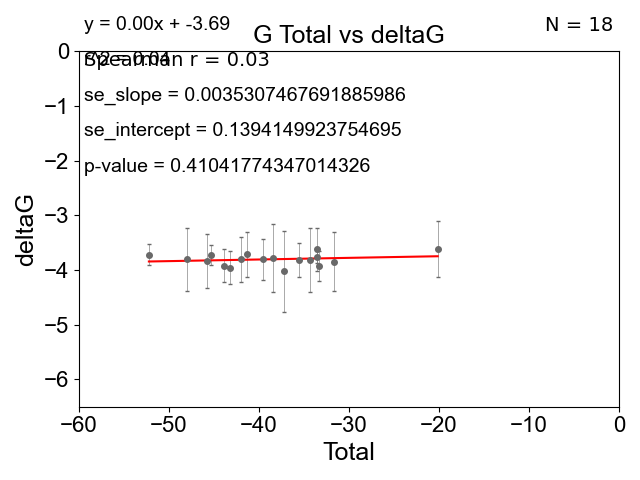 y = 0.00x + -3.69
N = 18
G Total vs deltaG
Spearman r = 0.03
se_slope = 0.0035307467691885986
se_intercept = 0.1394149923754695
p-value = 0.41041774347014326
deltaG
0
−1
−2
−3
−4
−5
−6
−60
−50
−40
−30
−20
−10
0
Total